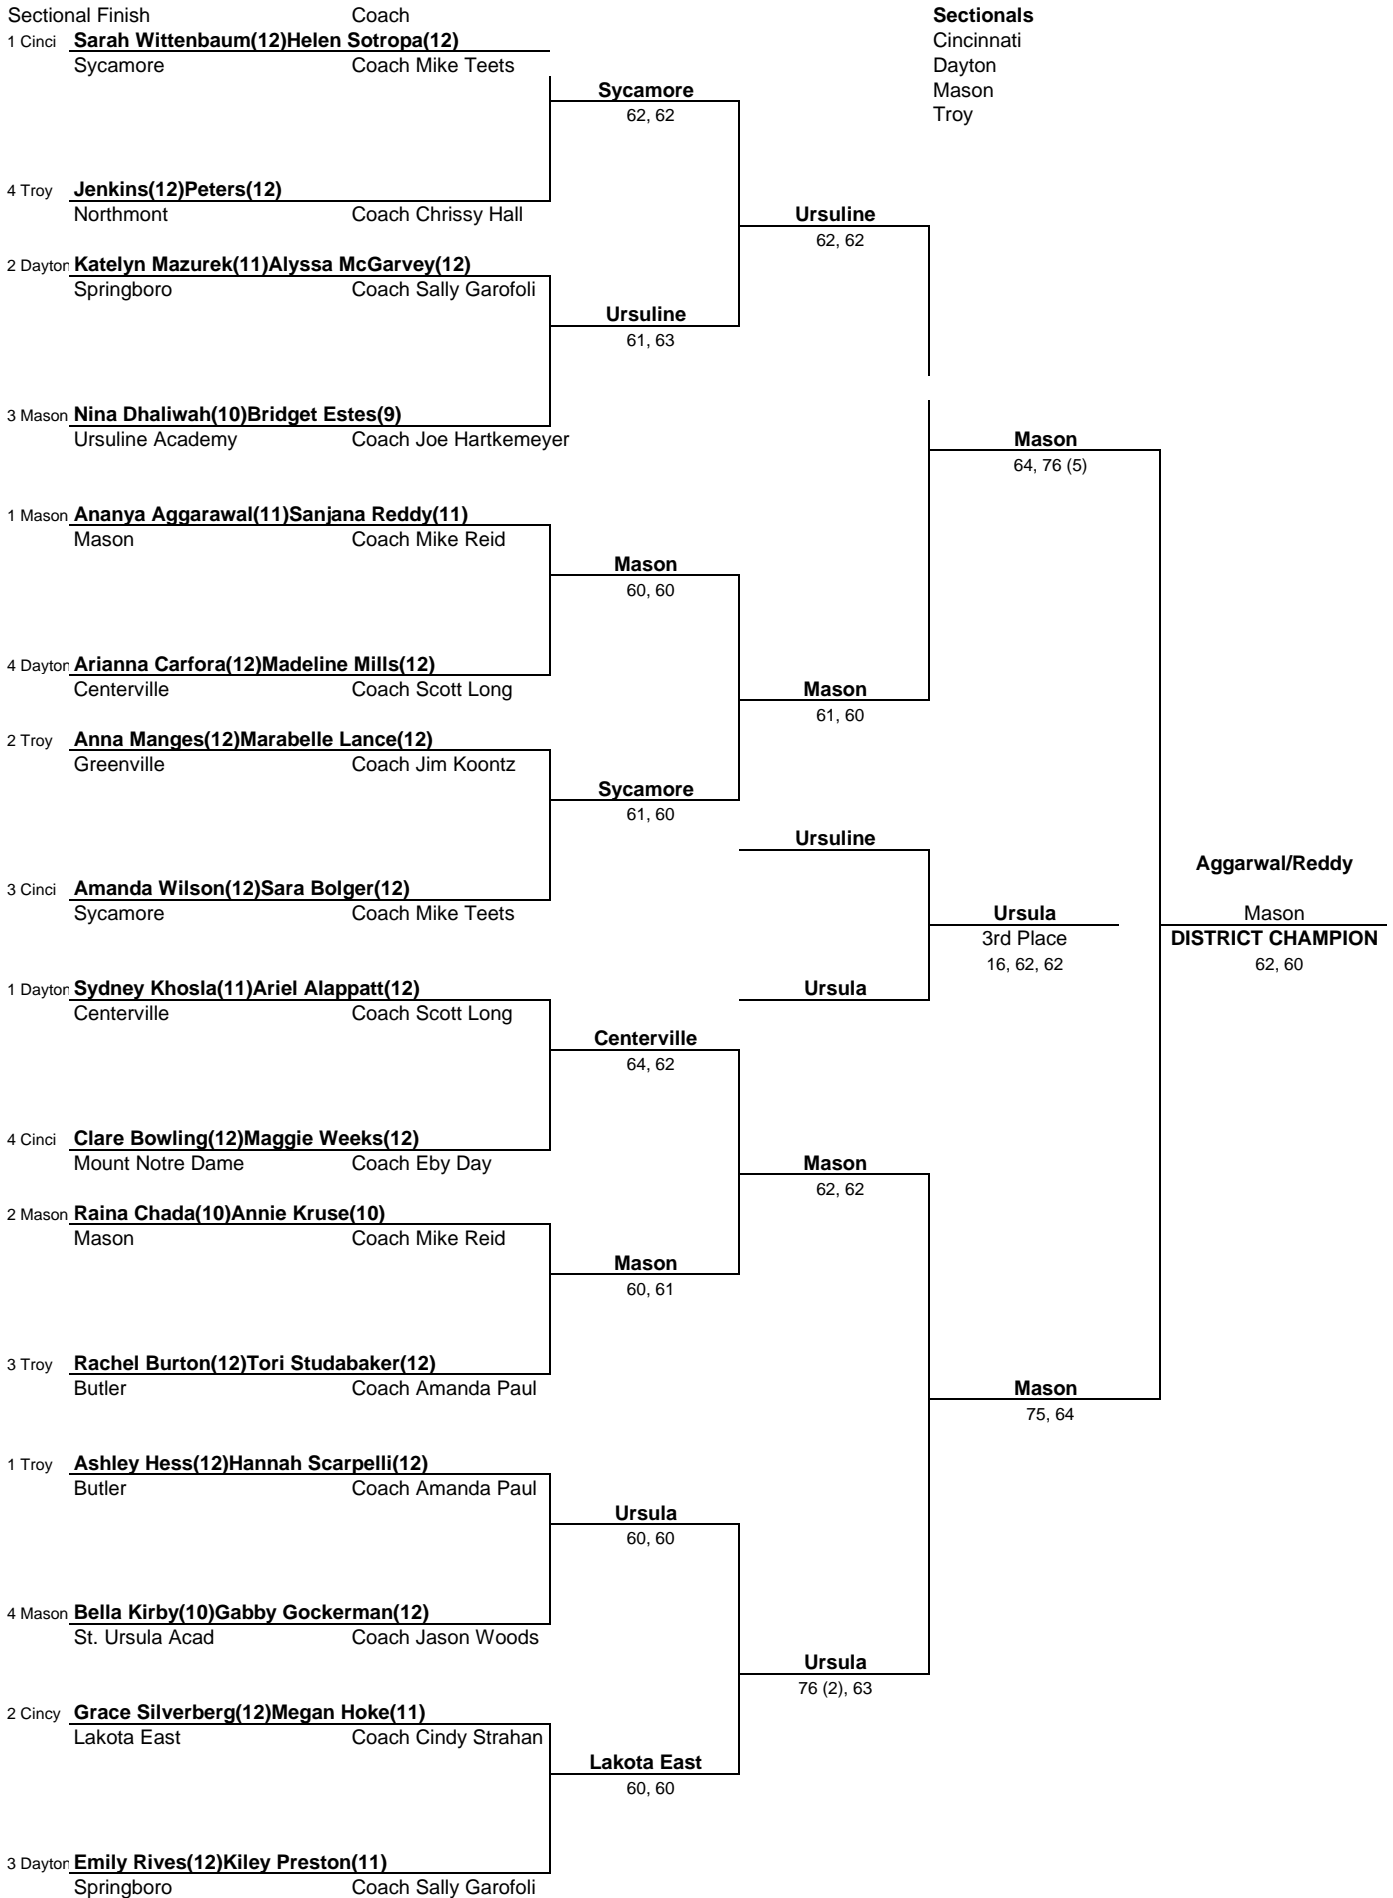 Sectional Finish Coach Sectionals
1 Cinci Sarah Wittenbaum(12)Helen Sotropa(12) Cincinnati
Sycamore Coach Mike Teets Dayton
Sycamore Mason
62, 62 Troy
4 Troy Jenkins(12)Peters(12)
Northmont Coach Chrissy Hall Ursuline
62, 62
2 Dayton Katelyn Mazurek(11)Alyssa McGarvey(12)
Springboro Coach Sally Garofoli
Ursuline
61, 63
3 Mason Nina Dhaliwah(10)Bridget Estes(9)
Ursuline Academy Coach Joe Hartkemeyer Mason
64, 76 (5)
1 Mason Ananya Aggarawal(11)Sanjana Reddy(11)
Mason Coach Mike Reid
Mason
60, 60
4 Dayton Arianna Carfora(12)Madeline Mills(12)
Centerville Coach Scott Long Mason
61, 60
2 Troy Anna Manges(12)Marabelle Lance(12)
Greenville Coach Jim Koontz
Sycamore
61, 60
Ursuline
Aggarwal/Reddy
3 Cinci Amanda Wilson(12)Sara Bolger(12)
Sycamore Coach Mike Teets Ursula Mason
3rd Place DISTRICT CHAMPION
16, 62, 62 62, 60
1 Dayton Sydney Khosla(11)Ariel Alappatt(12) Ursula
Centerville Coach Scott Long
Centerville
64, 62
4 Cinci Clare Bowling(12)Maggie Weeks(12)
Mount Notre Dame Coach Eby Day Mason
62, 62
2 Mason Raina Chada(10)Annie Kruse(10)
Mason Coach Mike Reid
Mason
60, 61
3 Troy Rachel Burton(12)Tori Studabaker(12)
Butler Coach Amanda Paul Mason
75, 64
1 Troy Ashley Hess(12)Hannah Scarpelli(12)
Butler Coach Amanda Paul
Ursula
60, 60
4 Mason Bella Kirby(10)Gabby Gockerman(12)
St. Ursula Acad Coach Jason Woods
Ursula
76 (2), 63
2 Cincy Grace Silverberg(12)Megan Hoke(11)
Lakota East Coach Cindy Strahan
Lakota East
60, 60
3 Dayton Emily Rives(12)Kiley Preston(11)
Springboro Coach Sally Garofoli